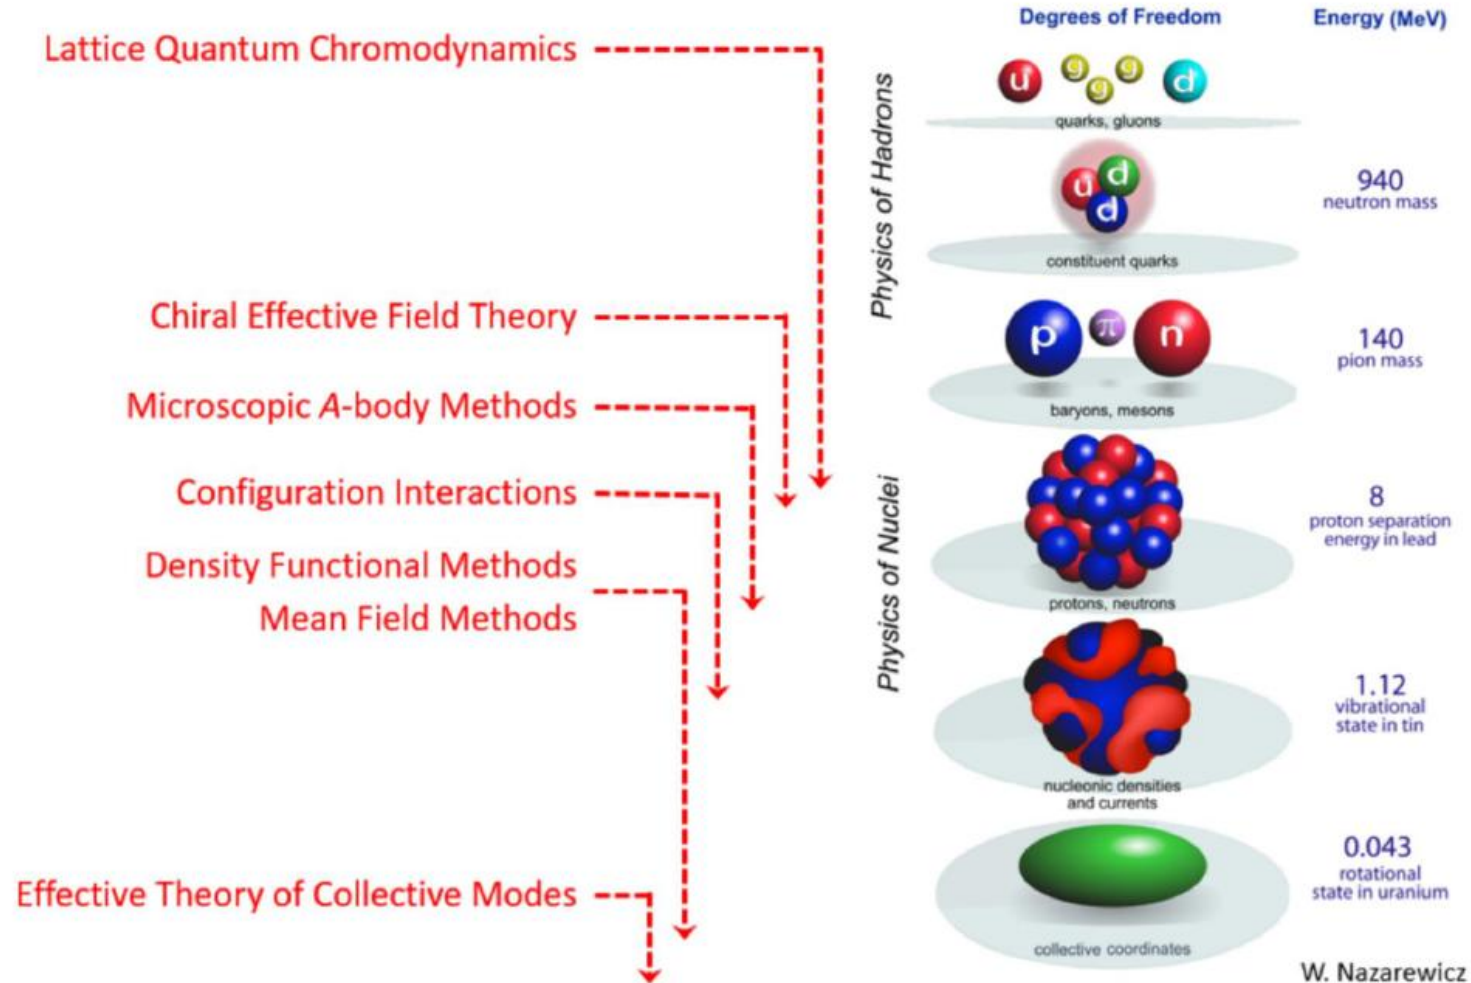 Lattice Quantum Chromodynamics
Chiral Effective Field Theory
Microscopic A-body Methods
Configuration Interactions
Density Functional Methods
Mean Field Methods
Effective Theory of Collective Modes
Physics of Hadrons
Physics of Nuclei
Degrees of Freedom
Energy (MeV)
u g g g d
quarks, gluons
u d d
constituent quarks
940
neutron mass
p π n
baryons, mesons
140
pion mass
protons, neutrons
8
proton separation
energy in lead
nucleonic densities
and currents
1.12
vibrational
state in tin
collective coordinates
0.043
rotational
state in uranium
W. Nazarewicz